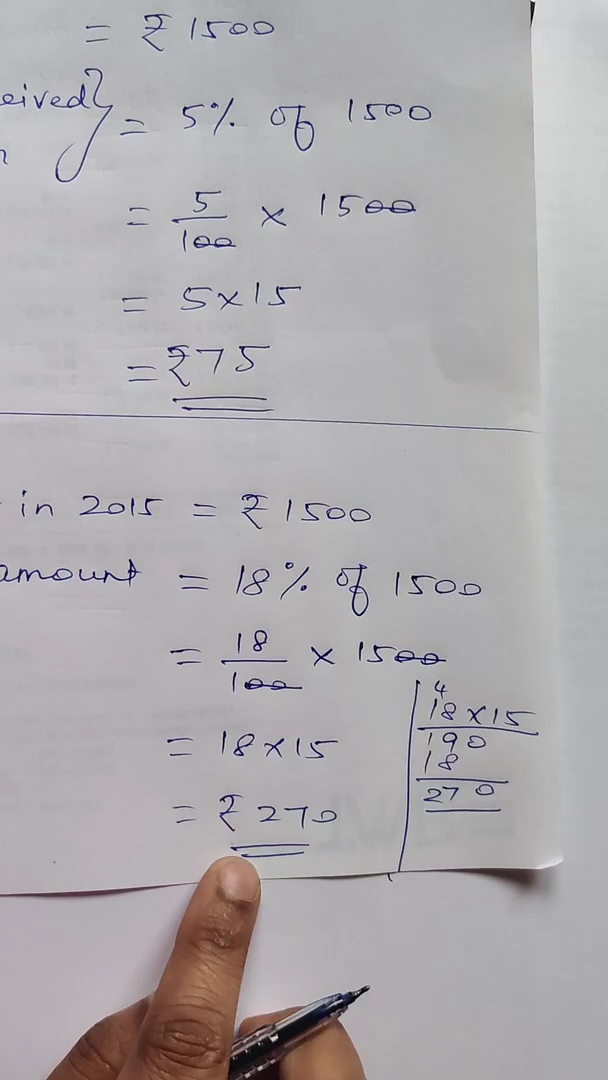 = ₹ 1500
eived } = 5% of 1500
n
= 5/100 × 1500
= 5×15
= ₹75
in 2015 = ₹ 1500
amount = 18% of 1500
= 18/100 × 1500
= 18×15
= ₹ 270
4
18×15
190
18
270